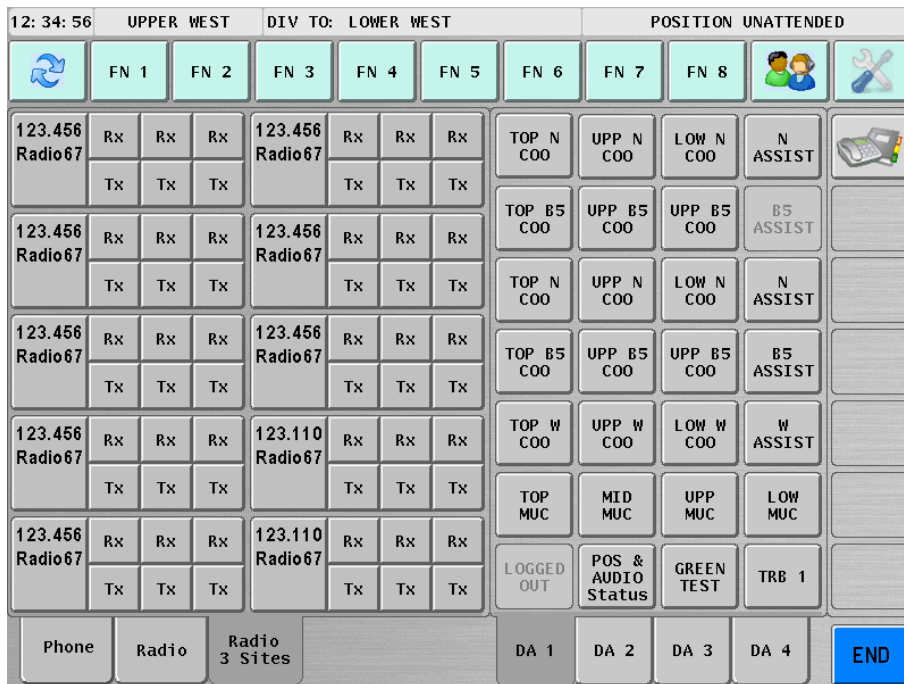 12:34:56 UPPER WEST DIV TO: LOWER WEST POSITION UNATTENDED
FN 1 FN 2 FN 3 FN 4 FN 5 FN 6 FN 7 FN 8
123.456 Radio67 Rx Rx Rx 123.456 Radio67 Rx Rx Rx
Tx Tx Tx Tx Tx Tx
123.456 Radio67 Rx Rx Rx 123.456 Radio67 Rx Rx Rx
Tx Tx Tx Tx Tx Tx
123.456 Radio67 Rx Rx Rx 123.456 Radio67 Rx Rx Rx
Tx Tx Tx Tx Tx Tx
123.456 Radio67 Rx Rx Rx 123.110 Radio67 Rx Rx Rx
Tx Tx Tx Tx Tx Tx
123.456 Radio67 Rx Rx Rx 123.110 Radio67 Rx Rx Rx
Tx Tx Tx Tx Tx Tx
TOP N COO UPP N COO LOW N COO N ASSIST
TOP B5 COO UPP B5 COO UPP B5 COO B5 ASSIST
TOP N COO UPP N COO LOW N COO N ASSIST
TOP B5 COO UPP B5 COO UPP B5 COO B5 ASSIST
TOP W COO UPP W COO LOW W COO W ASSIST
TOP MUC MID MUC UPP MUC LOW MUC
LOGGED OUT POS & AUDIO Status GREEN TEST TRB 1
Phone Radio Radio 3 Sites DA 1 DA 2 DA 3 DA 4 END